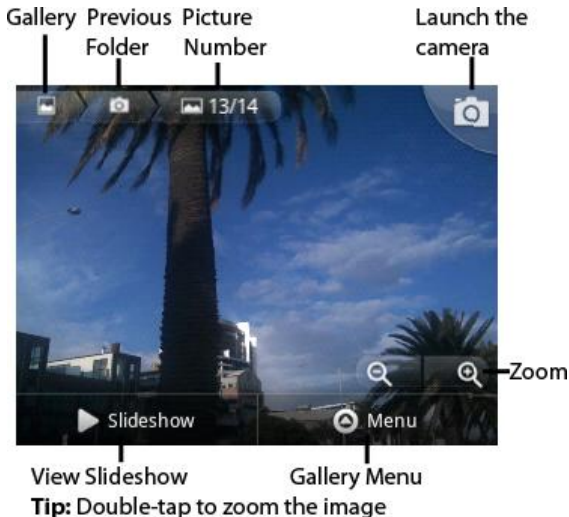 Gallery Previous Picture
Folder Number
Launch the
camera
13/14
Zoom
Slideshow
Menu
View Slideshow
Gallery Menu
Tip: Double-tap to zoom the image